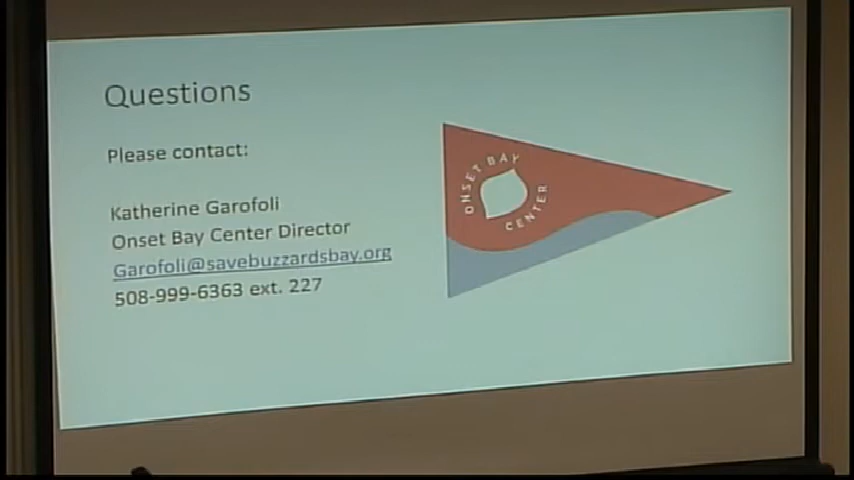 Questions
Please contact:
Katherine Garofoli
Onset Bay Center Director
Garofoli@savebuzzardsbay.org
508-999-6363 ext. 227
ONSET BAY
CENTER